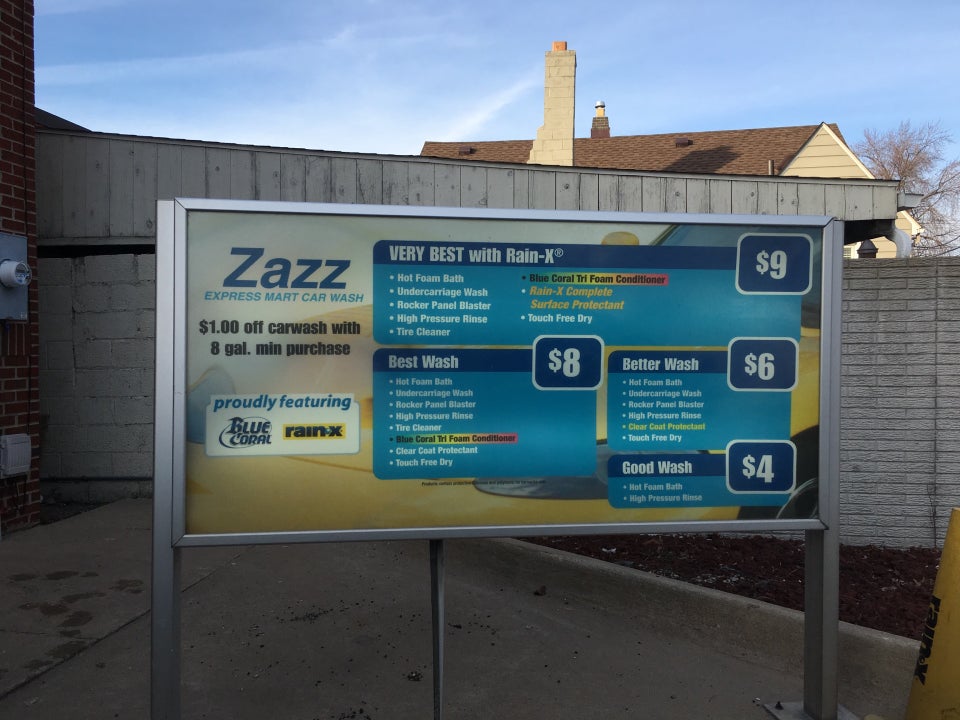 Zazz
EXPRESS MART CAR WASH
$1.00 off carwash with
8 gal. min purchase
proudly featuring
BLUE
CORAL
rain-x
VERY BEST with Rain-X®
$9
• Hot Foam Bath
• Undercarriage Wash
• Rocker Panel Blaster
• High Pressure Rinse
• Tire Cleaner
• Blue Coral Tri Foam Conditioner
• Rain-X Complete
Surface Protectant
• Touch Free Dry
Best Wash
$8
• Hot Foam Bath
• Undercarriage Wash
• Rocker Panel Blaster
• High Pressure Rinse
• Tire Cleaner
• Blue Coral Tri Foam Conditioner
• Clear Coat Protectant
• Touch Free Dry
Better Wash
$6
• Hot Foam Bath
• Undercarriage Wash
• Rocker Panel Blaster
• High Pressure Rinse
• Clear Coat Protectant
• Touch Free Dry
Good Wash
$4
• Hot Foam Bath
• High Pressure Rinse